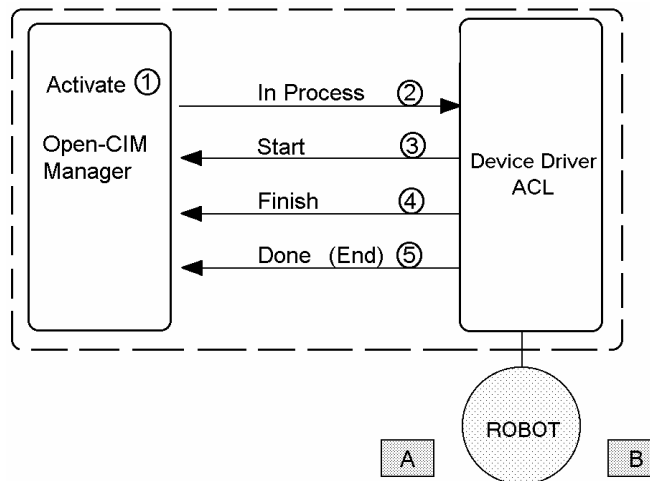 Activate ①
In Process ②
Open-CIM
Manager
Start ③
Device Driver
ACL
Finish ④
Done (End) ⑤
ROBOT
A
B